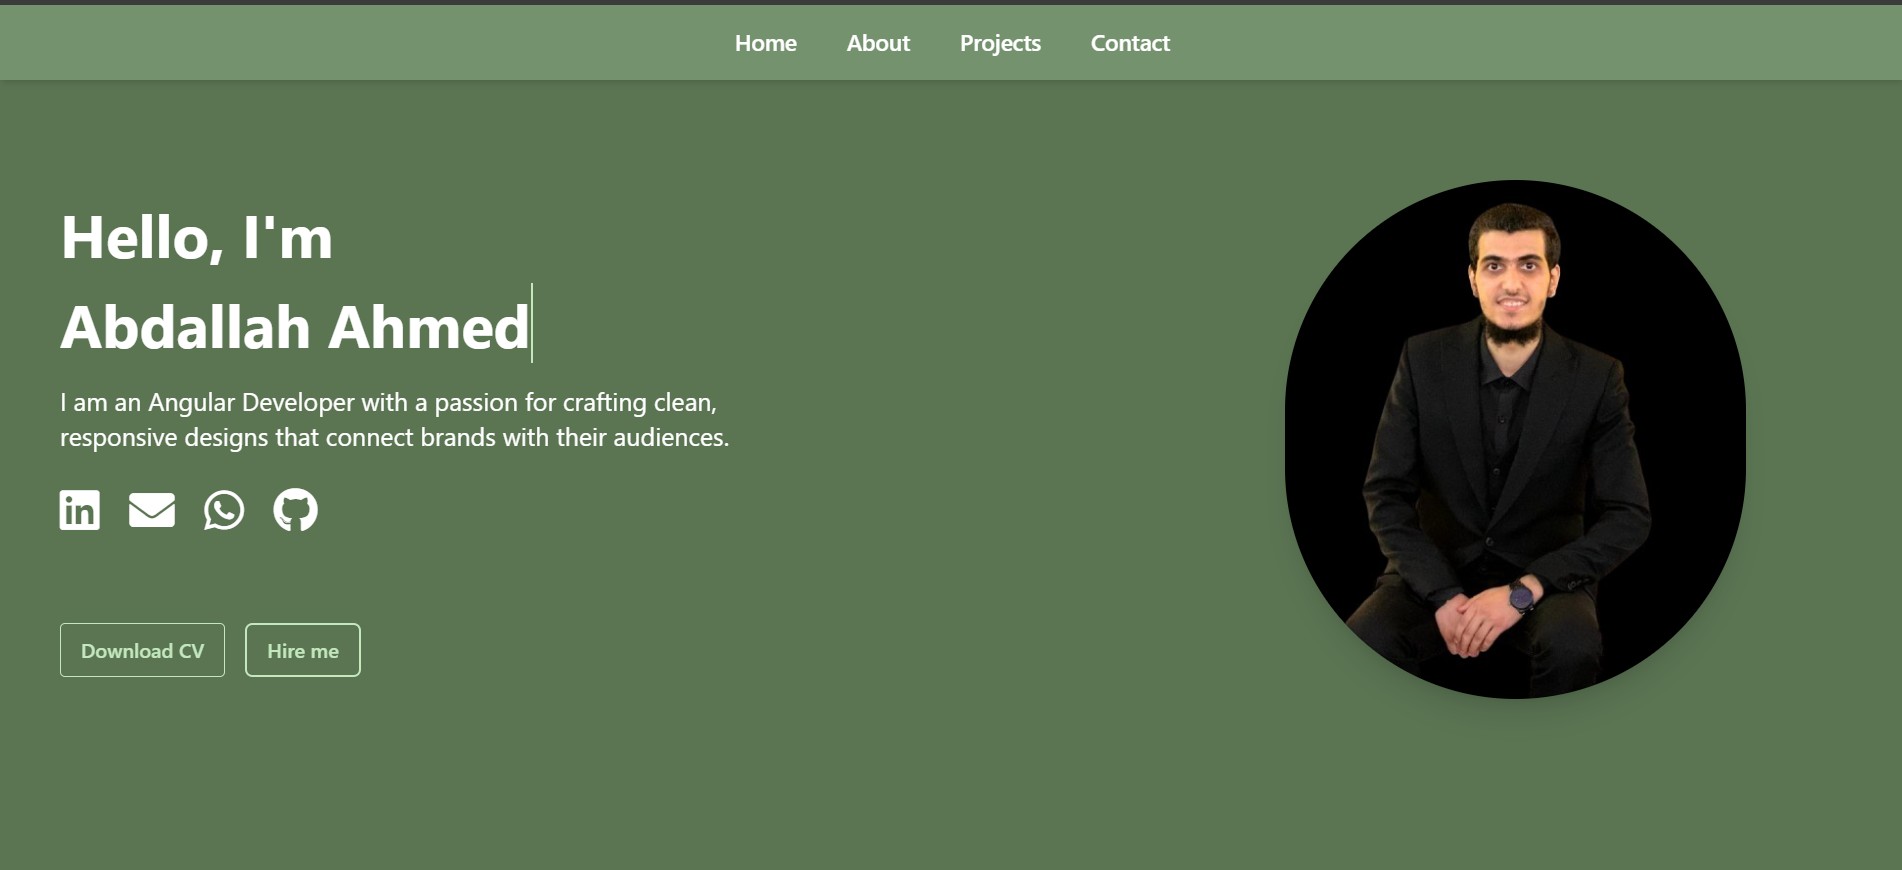 Home About Projects Contact
Hello, I'm
Abdallah Ahmed
I am an Angular Developer with a passion for crafting clean,
responsive designs that connect brands with their audiences.
in
Download CV Hire me